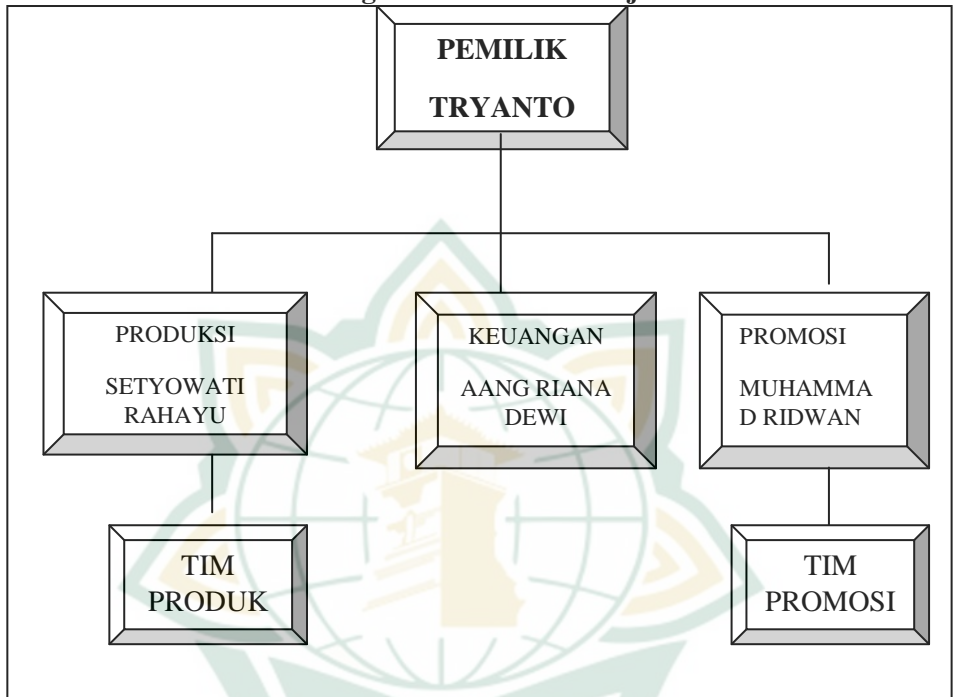 PEMILIK
TRYANTO
PRODUKSI
SETYOWATI
RAHAYU
KEUANGAN
AANG RIANA
DEWI
PROMOSI
MUHAMMA
D RIDWAN
TIM
PRODUK
TIM
PROMOSI